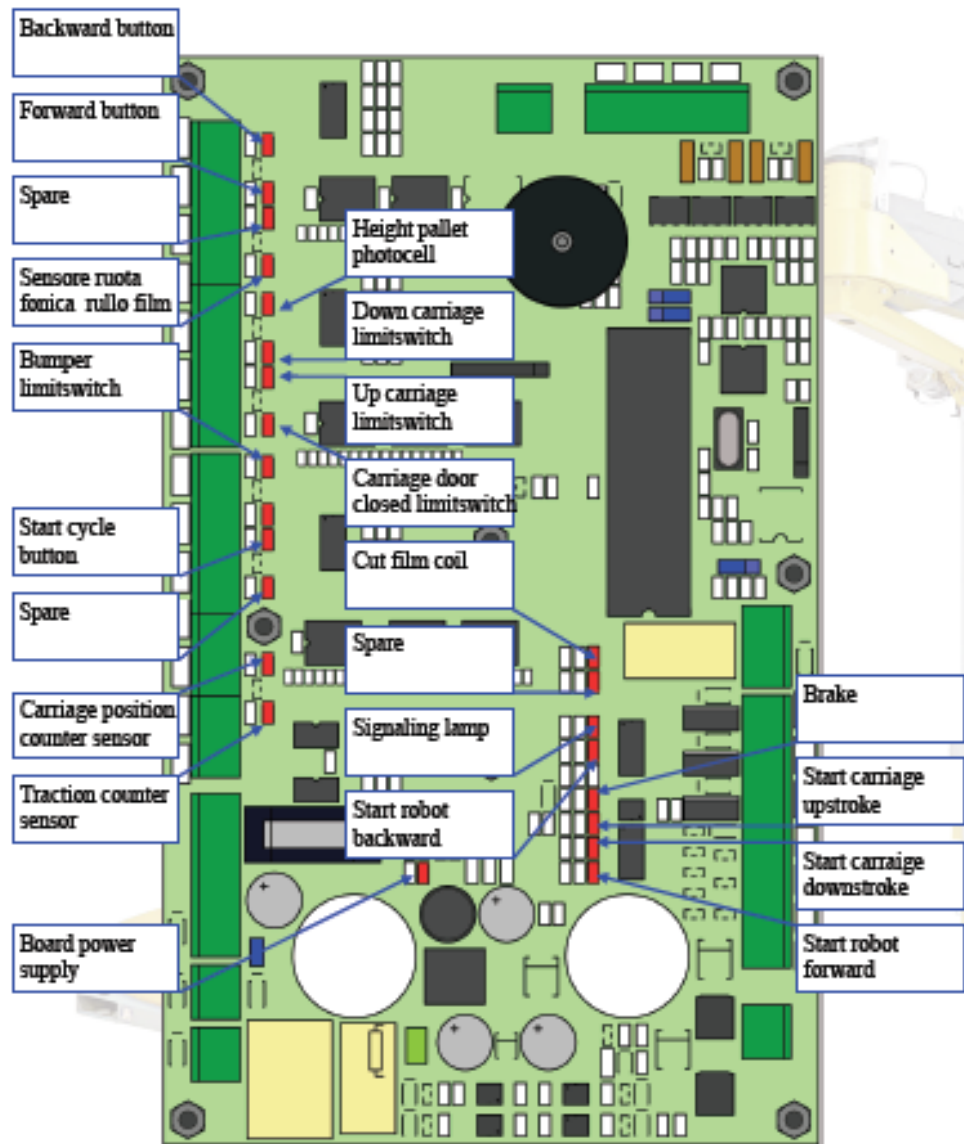 Backward button
Forward button
Spare
Sensore ruota
fonica rullo film
Bumper
limitswitch
Start cycle
button
Spare
Carriage position
counter sensor
Traction counter
sensor
Board power
supply
Height pallet
photocell
Down carriage
limitswitch
Up carriage
limitswitch
Carriage door
closed limitswitch
Cut film coil
Spare
Signaling lamp
Start robot
backward
Brake
Start carriage
upstroke
Start carraige
downstroke
Start robot
forward